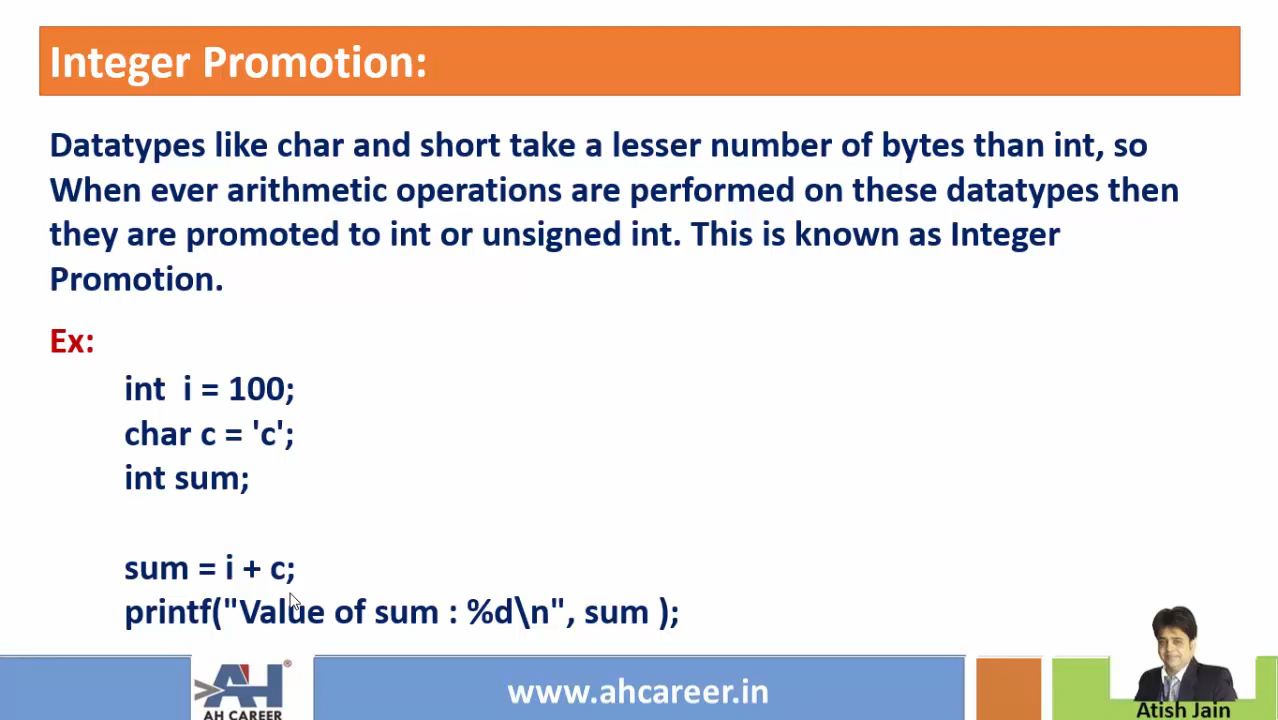 Integer Promotion:
Datatypes like char and short take a lesser number of bytes than int, so
When ever arithmetic operations are performed on these datatypes then
they are promoted to int or unsigned int. This is known as Integer
Promotion.
Ex:
int i = 100;
char c = 'c';
int sum;
sum = i + c;
printf("Value of sum : %d\n", sum );
AH
®
AH CAREER
www.ahcareer.in
Atish Jain